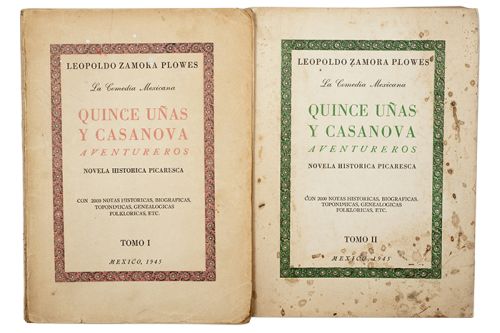 LEOPOLDO ZAMORA PLOWES
La Comedia Mexicana
QUINCE UÑAS
Y CASANOVA
AVENTUREROS
NOVELA HISTORICA PICARESCA
CON 2000 NOTAS HISTORICAS, BIOGRAFICAS,
TOPONIMICAS, GENEALOGICAS
FOLKLORICAS, ETC.
TOMO I
MEXICO, 1945
LEOPOLDO ZAMORA PLOWES
La Comedia Mexicana
QUINCE UÑAS
Y CASANOVA
AVENTUREROS
NOVELA HISTORICA PICARESCA
CON 2000 NOTAS HISTORICAS, BIOGRAFICAS,
TOPONIMICAS, GENEALOGICAS
FOLKLORICAS, ETC.
TOMO II
MEXICO, 1945